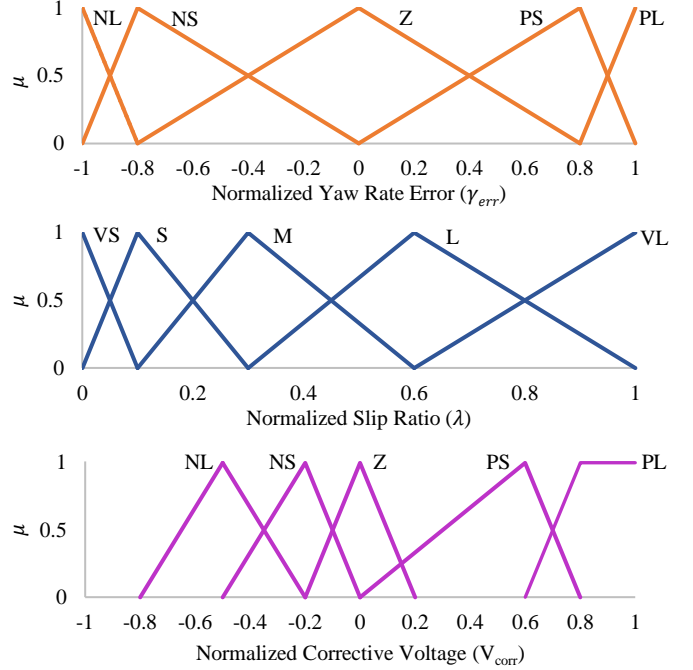 NL NS Z PS PL
1
0.5
0
μ
-1 -0.8 -0.6 -0.4 -0.2 0 0.2 0.4 0.6 0.8 1
Normalized Yaw Rate Error (γ_err)
VS S M L VL
1
0.5
0
μ
0 0.2 0.4 0.6 0.8 1
Normalized Slip Ratio (λ)
NL NS Z PS PL
1
0.5
0
μ
-1 -0.8 -0.6 -0.4 -0.2 0 0.2 0.4 0.6 0.8 1
Normalized Corrective Voltage (V_corr)